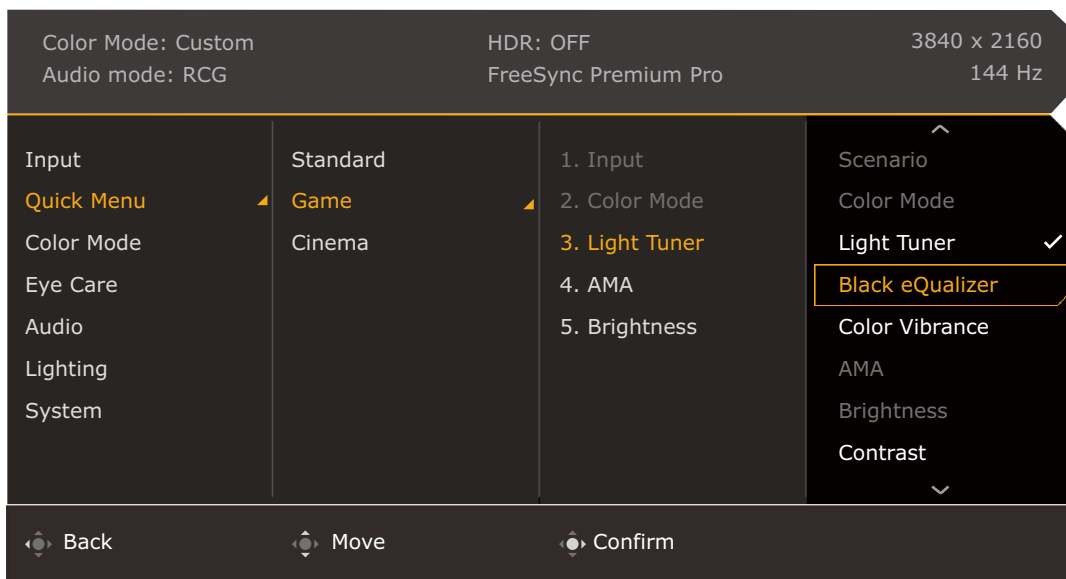 Color Mode: Custom
HDR: OFF
3840 x 2160
Audio mode: RCG
FreeSync Premium Pro
144 Hz
Input
Quick Menu
Color Mode
Eye Care
Audio
Lighting
System
Standard
Game
Cinema
1. Input
2. Color Mode
3. Light Tuner
4. AMA
5. Brightness
Scenario
Color Mode
Light Tuner
Black eQualizer
Color Vibrance
AMA
Brightness
Contrast
Back
Move
Confirm